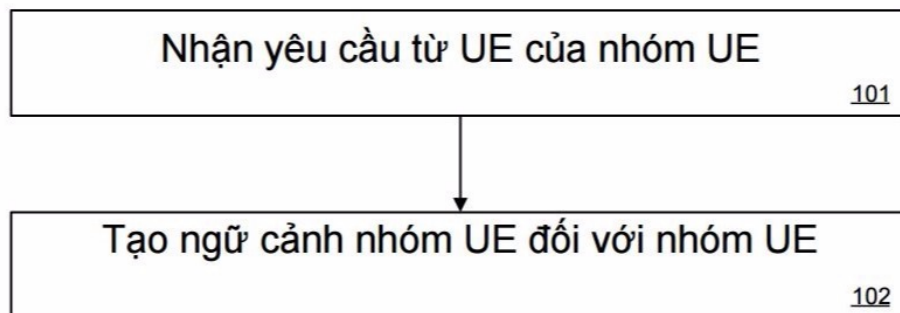 Nhận yêu cầu từ UE của nhóm UE
101
Tạo ngữ cảnh nhóm UE đối với nhóm UE
102